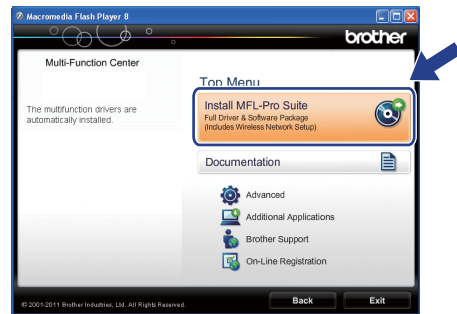 Macromedia Flash Player 8
brother
Multi-Function Center
Top Menu
The multifunction drivers are
automatically installed.
Install MFL-Pro Suite
Full Driver & Software Package
(Includes Wireless Network Setup)
Documentation
Advanced
Additional Applications
Brother Support
On-Line Registration
© 2001-2011 Brother Industries, Ltd. All Rights Reserved.
Back
Exit